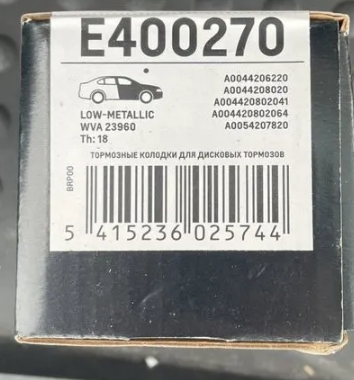 E400270
A0044206220
A0044208020
A004420802041
A004420802064
A0054207820
LOW-METALLIC
WVA 23960
Th: 18
ТОРМОЗНЫЕ КОЛОДКИ ДЛЯ ДИСКОВЫХ ТОРМОЗОВ
BRP00
5 415236 025744